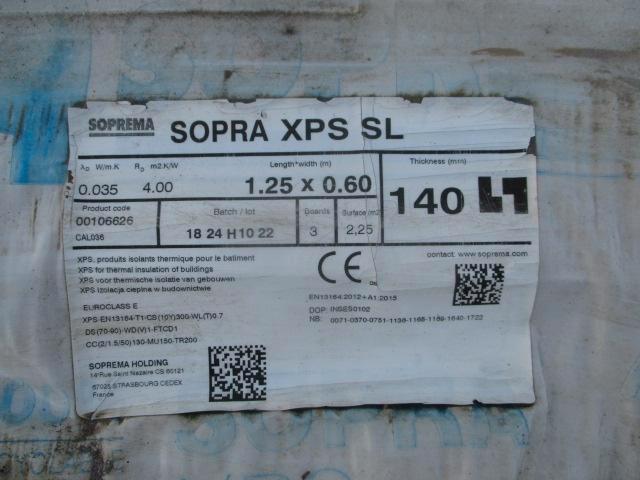 SOPREMA SOPRA XPS SL
λD W/m.K RD m2.K/W Length*width (m) Thickness (mm)
0.035 4.00 1.25 x 0.60 140
Product code Batch / lot Boards Surface (m2)
00106626 18 24 H10 22 3 2,25
CAL036
XPS, produits isolants thermique pour le batiment
XPS for thermal insulation of buildings
XPS voor thermische isolatie van gebouwen
XPS izolacja cieplna w budownictwie
CE
contact: www.soprema.com
EUROCLASS E
XPS-EN13164-T1-CS(10Y)300-WL(T)0.7
DS(70-90)-WD(V)1-FTCD1
CC(2/1.5/50)130-MU150-TR200
EN13164:2012+A1:2015
DOP: INSES0102
NB: 0071-0370-0751-1136-1168-1169-1640-1722
SOPREMA HOLDING
14 Rue Saint Nazaire CS 60121
67025 STRASBOURG CEDEX
France
SOPRA